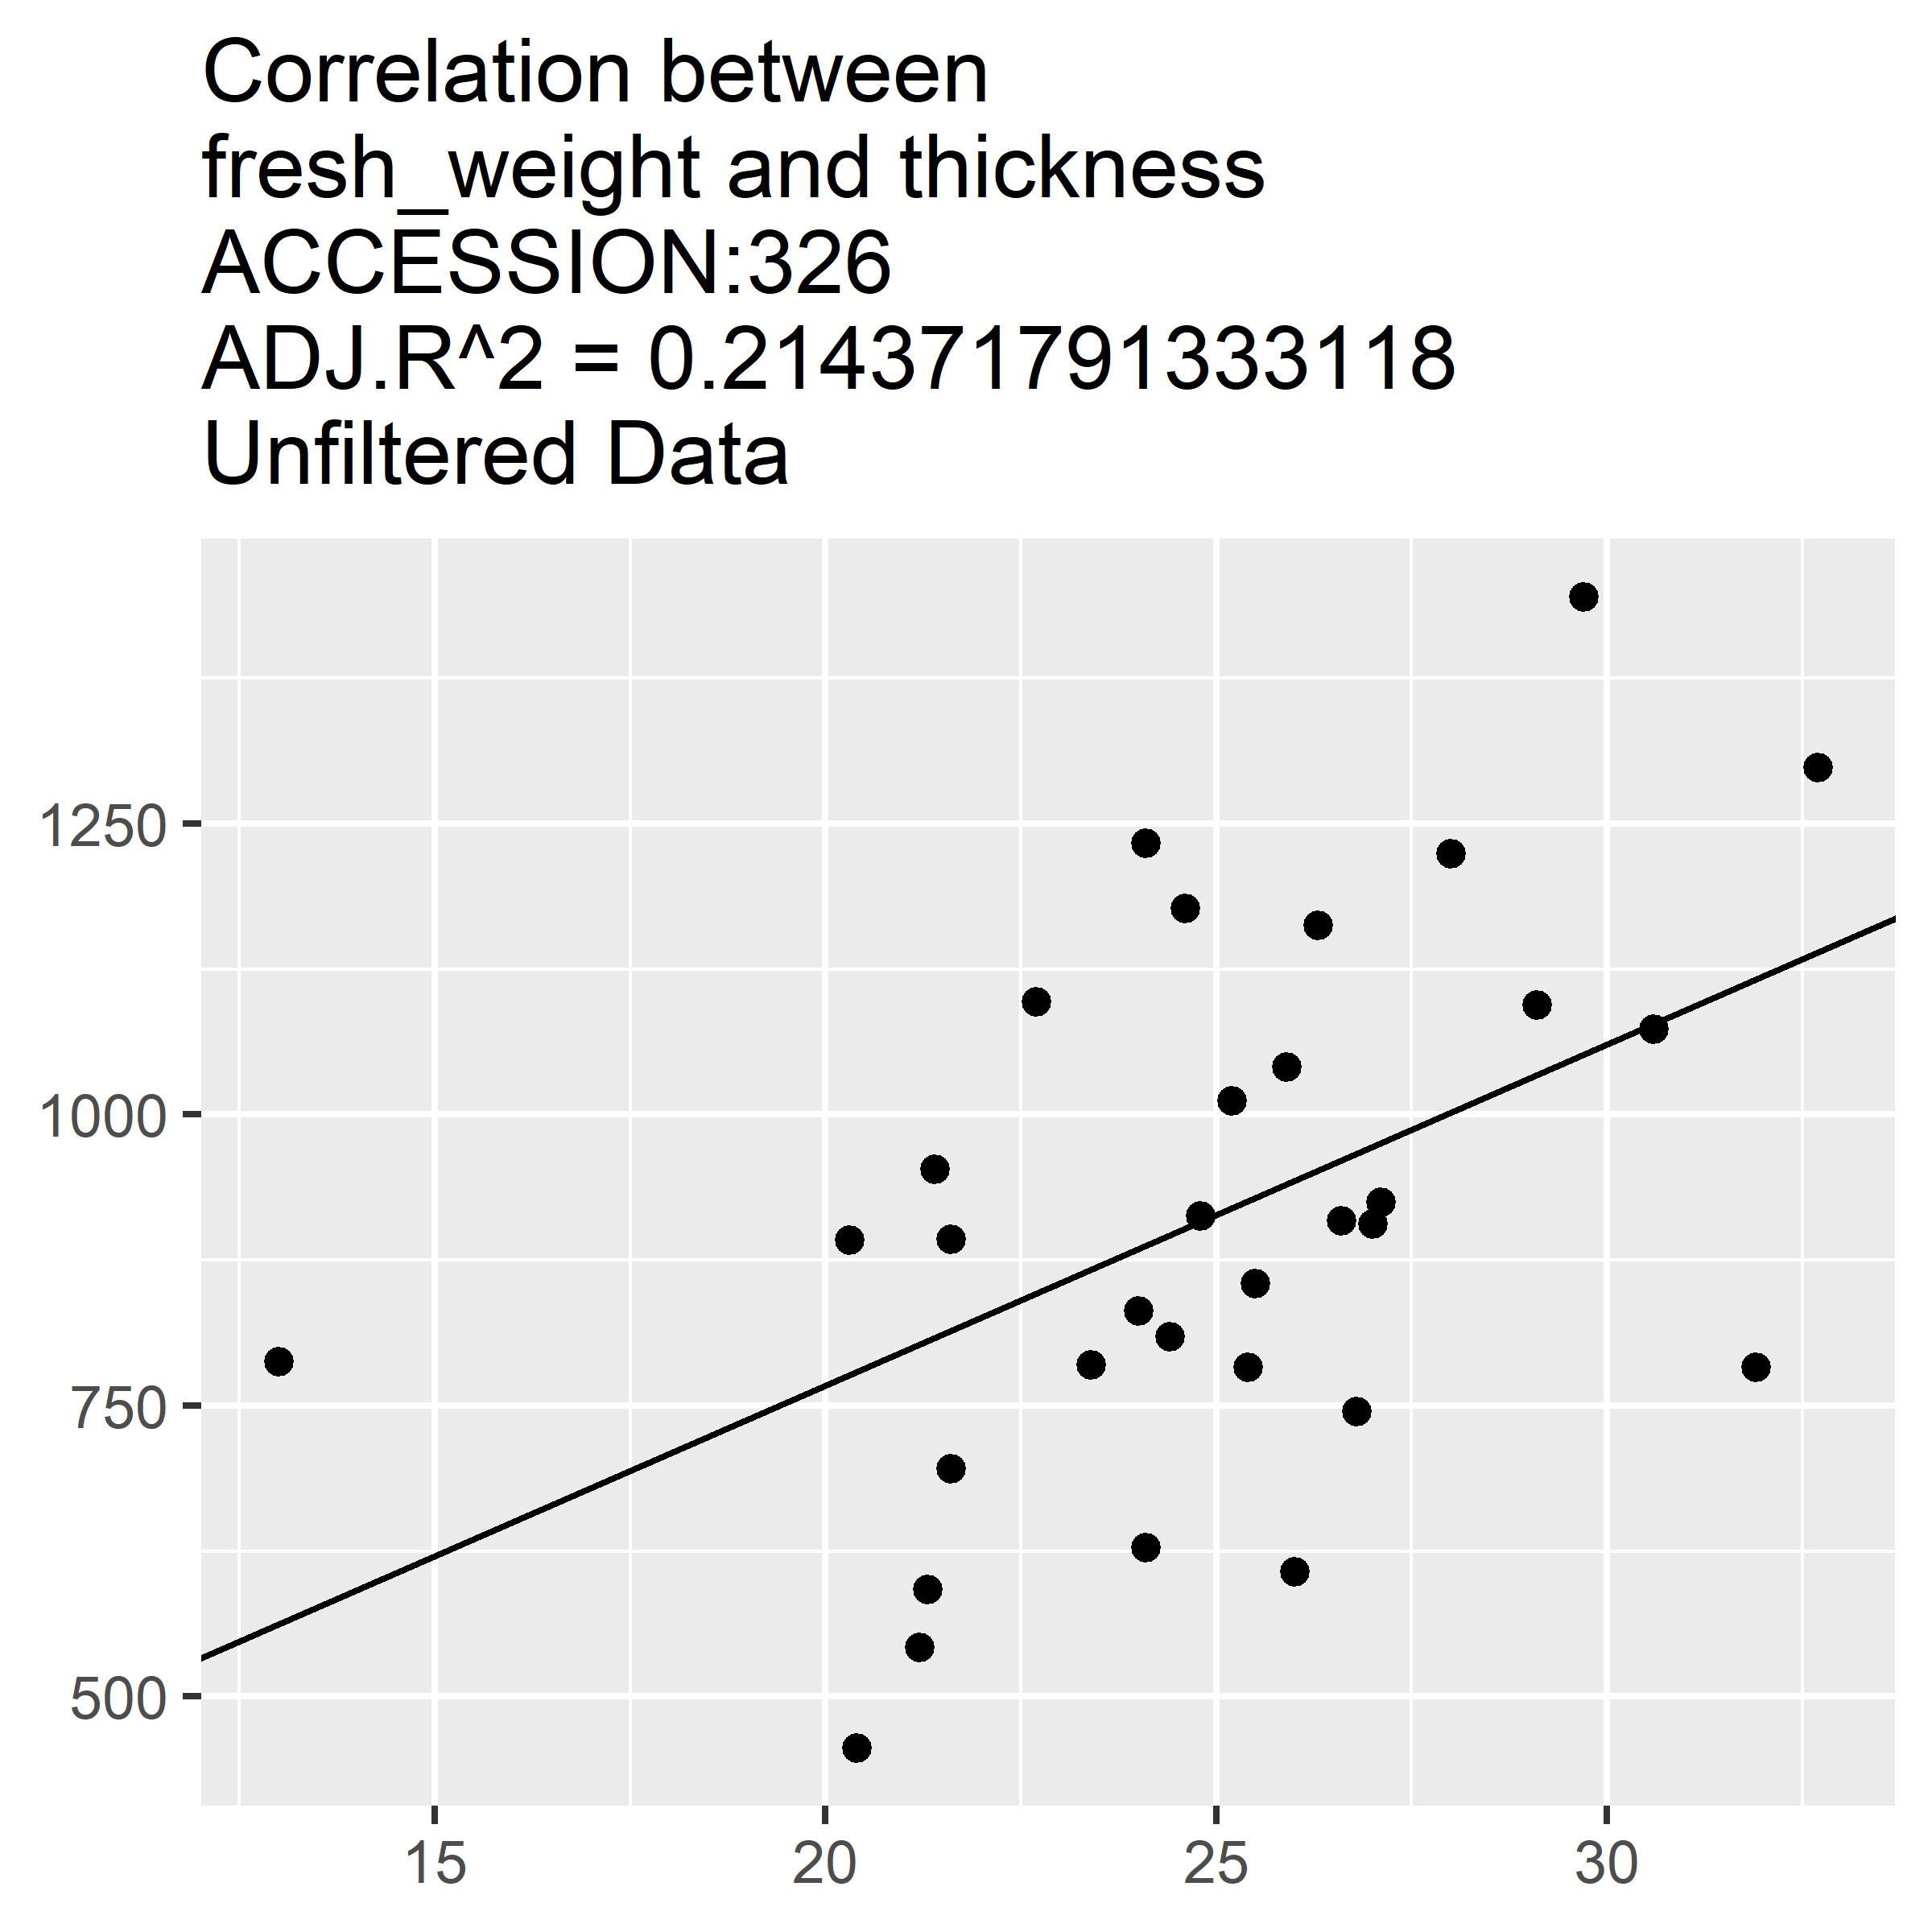 Correlation between
fresh_weight and thickness
ACCESSION:326
ADJ.R^2 = 0.214371791333118
Unfiltered Data
1250
1000
750
500
15 20 25 30